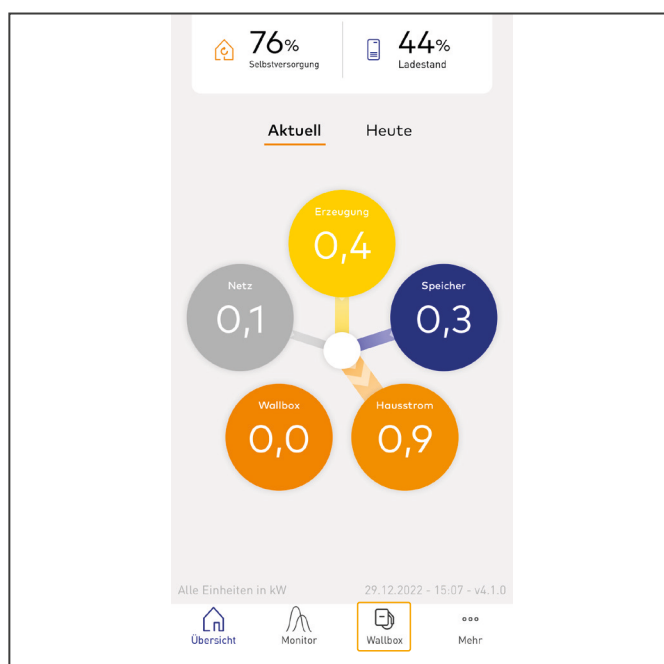 76%
Selbstversorgung
44%
Ladestand
Aktuell
Heute
Erzeugung
0,4
Netz
0,1
Speicher
0,3
Wallbox
0,0
Hausstrom
0,9
Alle Einheiten in kW
29.12.2022 - 15:07 - v4.1.0
Übersicht
Monitor
Wallbox
Mehr